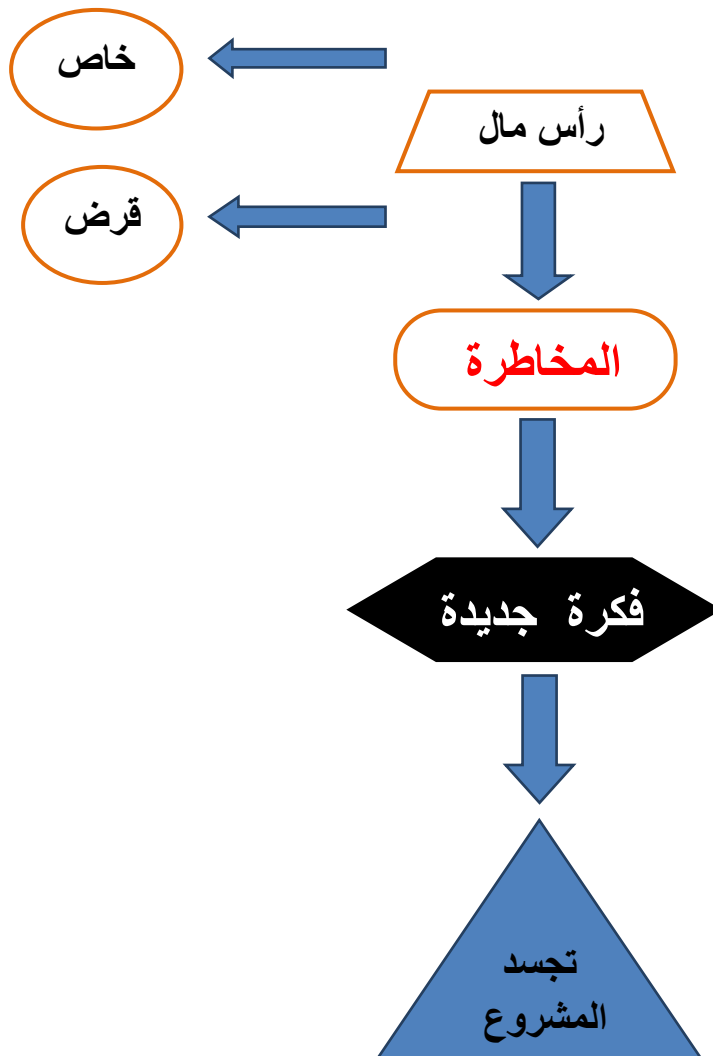 رأس مال
خاص
قرض
المخاطرة
فكرة جديدة
تجسد
المشروع